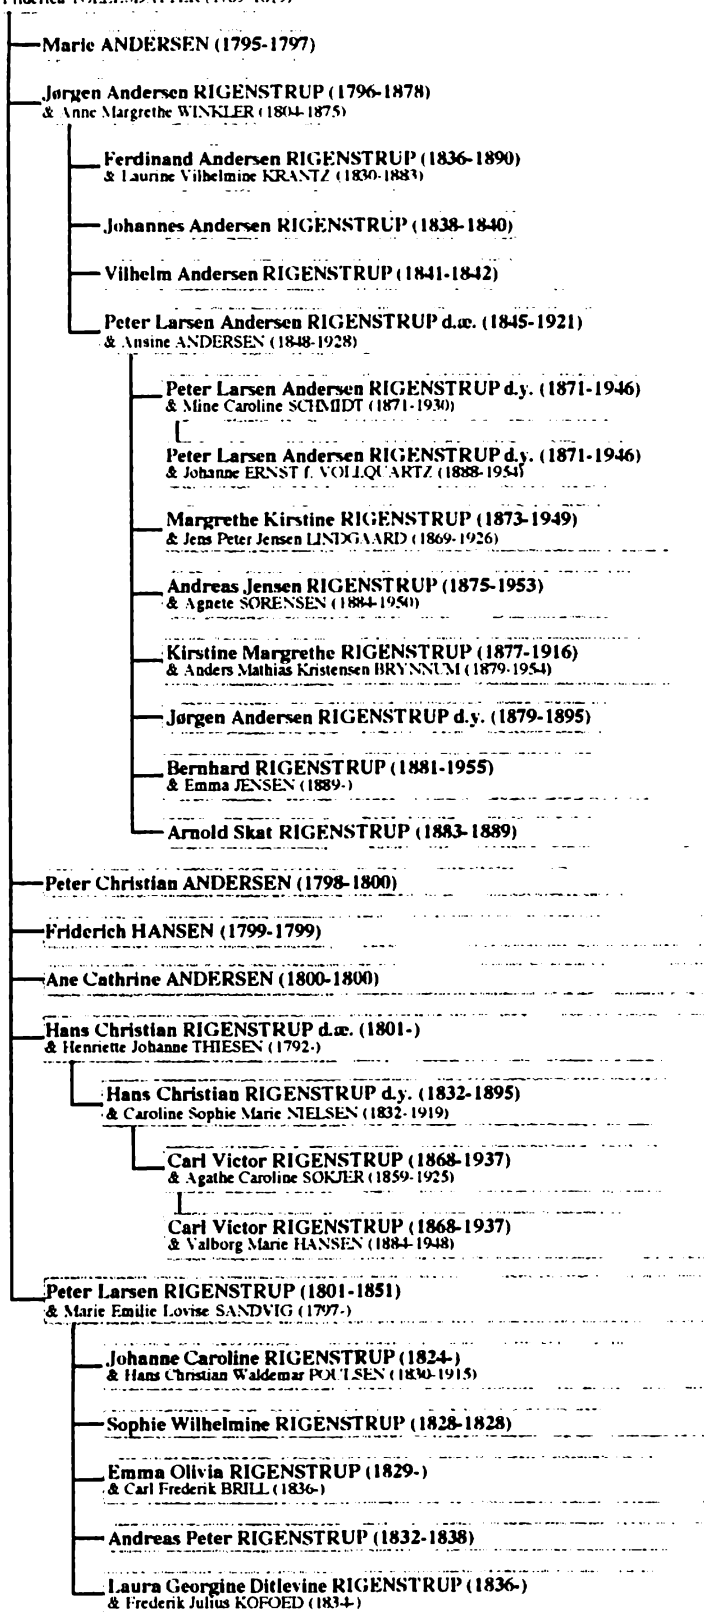 Marie ANDERSEN (1795-1797)
Jørgen Andersen RIGENSTRUP (1796-1878)
& Anne Margrethe WINKLER (1804-1875)
Ferdinand Andersen RIGENSTRUP (1836-1890)
& Laurine Vilhelmine KRANTZ (1830-1883)
Johannes Andersen RIGENSTRUP (1838-1840)
Vilhelm Andersen RIGENSTRUP (1841-1842)
Peter Larsen Andersen RIGENSTRUP d.æ. (1845-1921)
& Ansine ANDERSEN (1848-1928)
Peter Larsen Andersen RIGENSTRUP d.y. (1871-1946)
& Mine Caroline SCHMIDT (1871-1930)
Peter Larsen Andersen RIGENSTRUP d.y. (1871-1946)
& Johanne ERNST f. VOLLQUARTZ (1888-1954)
Margrethe Kirstine RIGENSTRUP (1873-1949)
& Jens Peter Jensen LINDGAARD (1869-1926)
Andreas Jensen RIGENSTRUP (1875-1953)
& Agnete SØRENSEN (1884-1950)
Kirstine Margrethe RIGENSTRUP (1877-1916)
& Anders Mathias Kristensen BRYNNUM (1879-1954)
Jørgen Andersen RIGENSTRUP d.y. (1879-1895)
Bernhard RIGENSTRUP (1881-1955)
& Emma JENSEN (1889-)
Arnold Skat RIGENSTRUP (1883-1889)
Peter Christian ANDERSEN (1798-1800)
Friderich HANSEN (1799-1799)
Ane Cathrine ANDERSEN (1800-1800)
Hans Christian RIGENSTRUP d.æ. (1801-)
& Henriette Johanne THIESEN (1792-)
Hans Christian RIGENSTRUP d.y. (1832-1895)
& Caroline Sophie Marie NIELSEN (1832-1919)
Carl Victor RIGENSTRUP (1868-1937)
& Agathe Caroline SØKJER (1859-1925)
Carl Victor RIGENSTRUP (1868-1937)
& Valborg Marie HANSEN (1884-1948)
Peter Larsen RIGENSTRUP (1801-1851)
& Marie Emilie Lovise SANDVIG (1797-)
Johanne Caroline RIGENSTRUP (1824-)
& Hans Christian Waldemar POULSEN (1830-1915)
Sophie Wilhelmine RIGENSTRUP (1828-1828)
Emma Olivia RIGENSTRUP (1829-)
& Carl Frederik BRILL (1836-)
Andreas Peter RIGENSTRUP (1832-1838)
Laura Georgine Ditlevine RIGENSTRUP (1836-)
& Frederik Julius KOFOED (1834-)